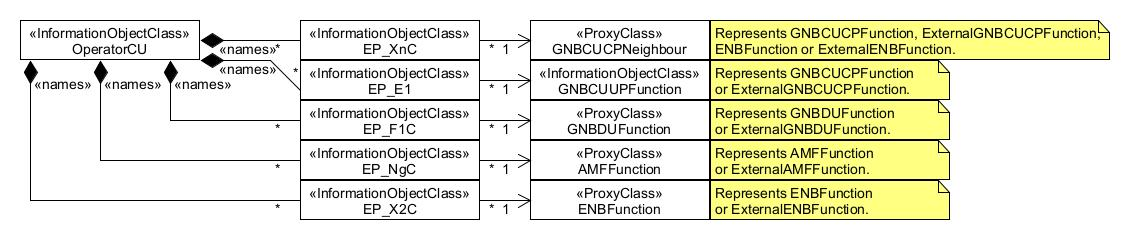 «InformationObjectClass»
OperatorCU
«names»
*
«names»
*
«names»
«names»
«names»
*
*
*
«InformationObjectClass»
EP_XnC
* 1
«ProxyClass»
GNBCUCPNeighbour
Represents GNBCUCPFunction, ExternalGNBCUCPFunction,
ENBFunction or ExternalENBFunction.
«InformationObjectClass»
EP_E1
* 1
«InformationObjectClass»
GNBCUUPFunction
Represents GNBCUCPFunction
or ExternalGNBCUCPFunction.
«InformationObjectClass»
EP_F1C
* 1
«ProxyClass»
GNBDUFunction
Represents GNBDUFunction
or ExternalGNBDUFunction.
«InformationObjectClass»
EP_NgC
* 1
«ProxyClass»
AMFFunction
Represents AMFFunction
or ExternalAMFFunction.
«InformationObjectClass»
EP_X2C
* 1
«ProxyClass»
ENBFunction
Represents ENBFunction
or ExternalENBFunction.